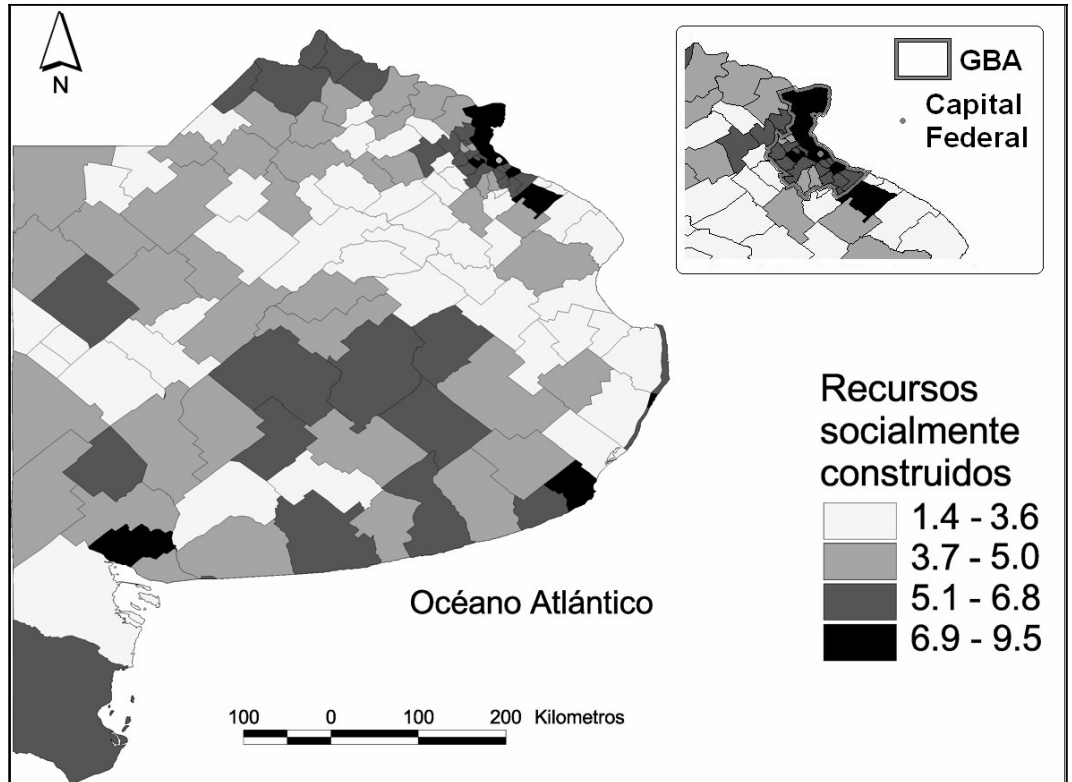 N
GBA
Capital
Federal
Recursos
socialmente
construidos
1.4 - 3.6
3.7 - 5.0
5.1 - 6.8
6.9 - 9.5
Océano Atlántico
100 0 100 200 Kilometros